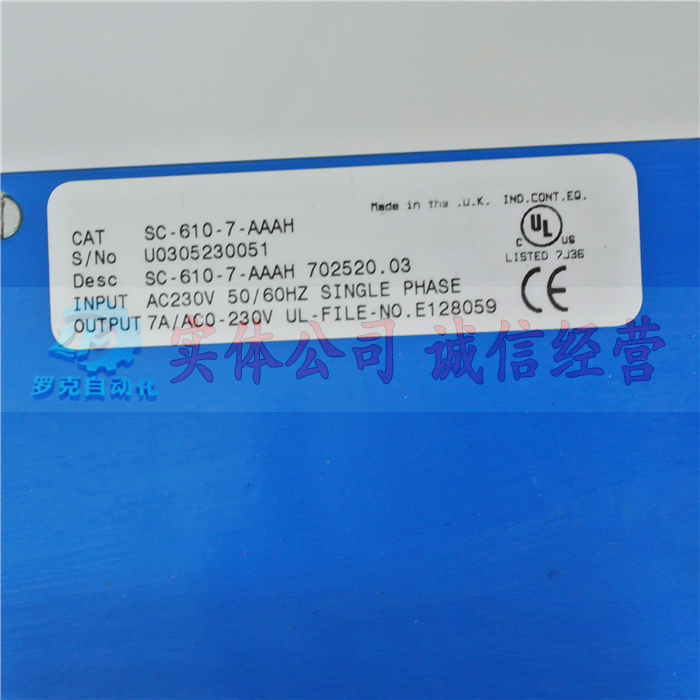 Made in the .U.K. IND.CONT.EQ.
CAT SC-610-7-AAAH
S/No U0305230051
Desc SC-610-7-AAAH 702520.03
INPUT AC230V 50/60HZ SINGLE PHASE
OUTPUT 7A/AC0-230V UL-FILE-NO.E128059
C UL US
LISTED 7J36
CE
实体公司 诚信经营
罗克自动化